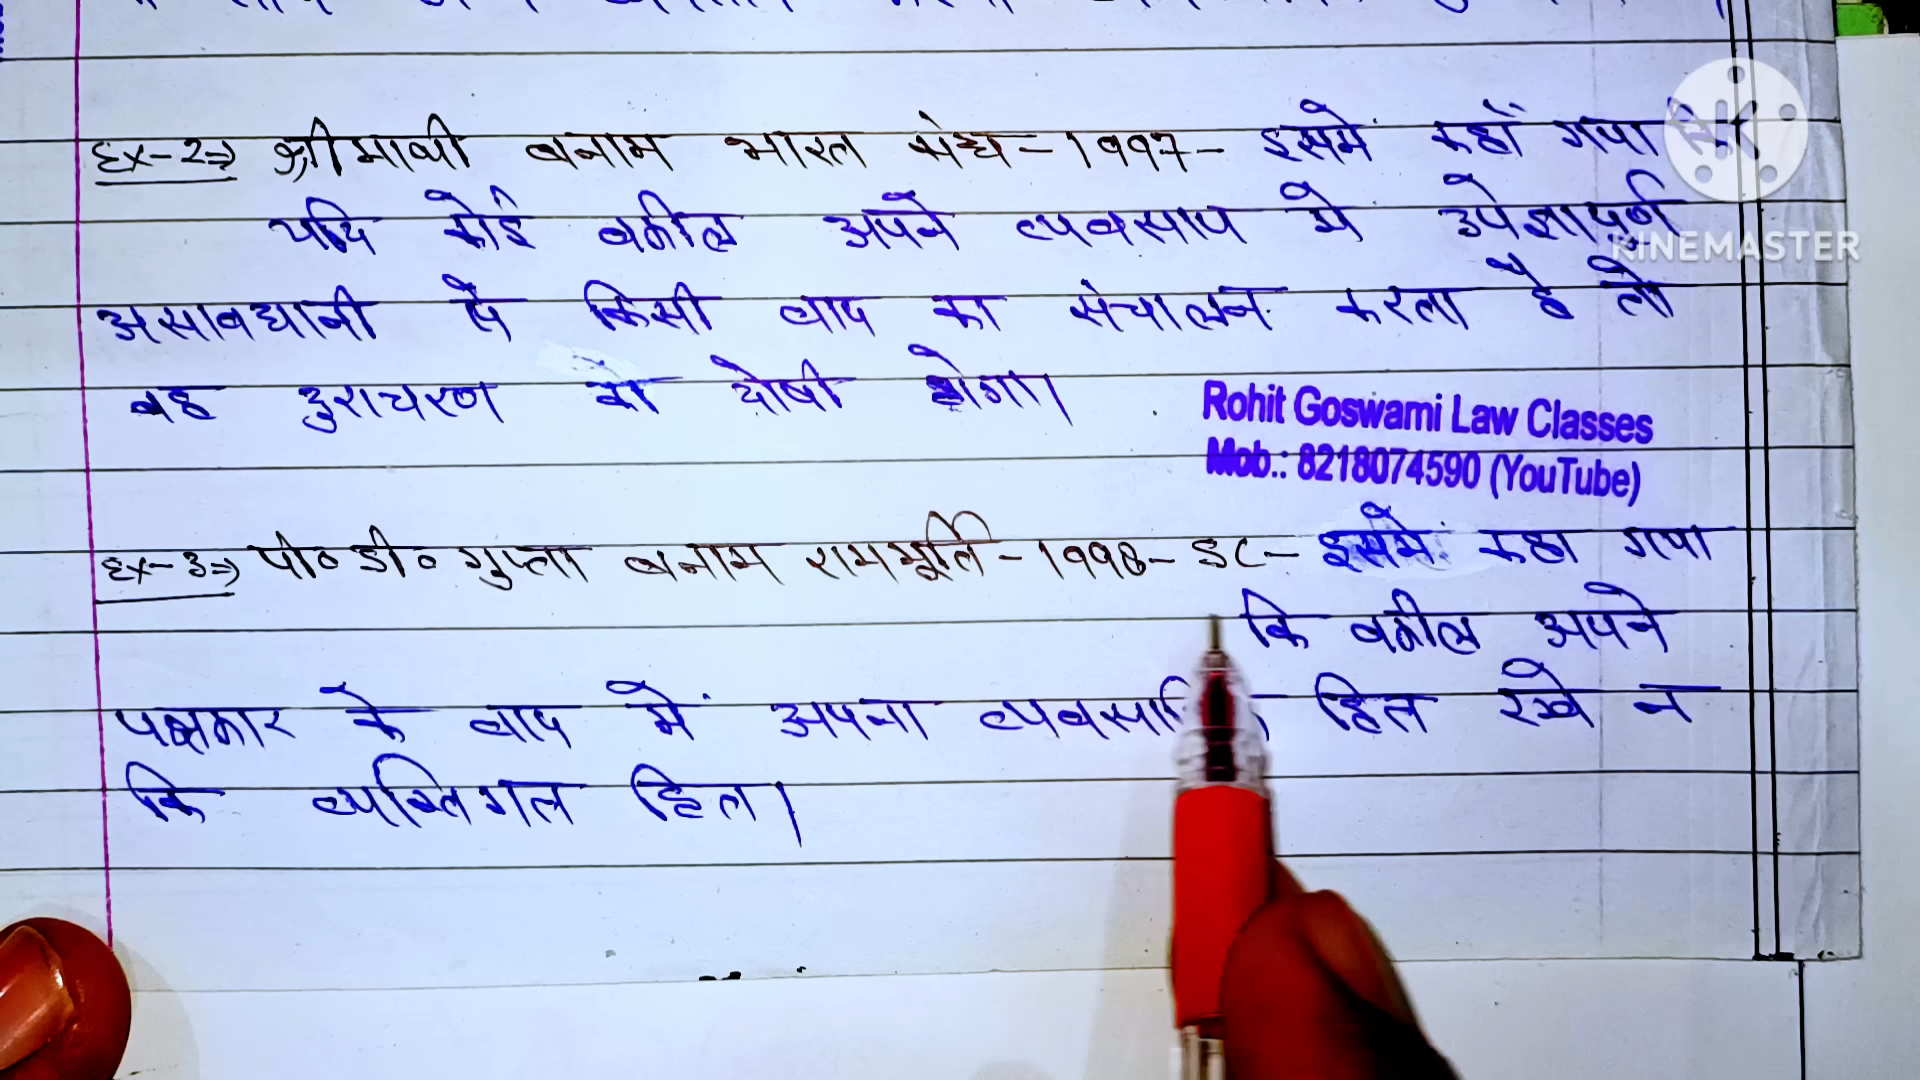 Ex-2⇒ श्रीमावी बनाम भारत संघ-1997- इसमें कहाँ गया कि
यदि कोई वकील अपने व्यवसाय में उपेक्षापूर्ण
KINEMASTER
असावधानी से किसी वाद का संचालन करता है तो
वह दुराचरण का दोषी होगा।
Rohit Goswami Law Classes
Mob.: 8218074590 (YouTube)
Ex-3⇒ पी० डी० गुप्ता बनाम राममूर्ति-1998- SC- इसमें कहा गया
कि वकील अपने
पक्षकार के वाद में अपना हित रखे न
कि व्यक्तिगत हित।